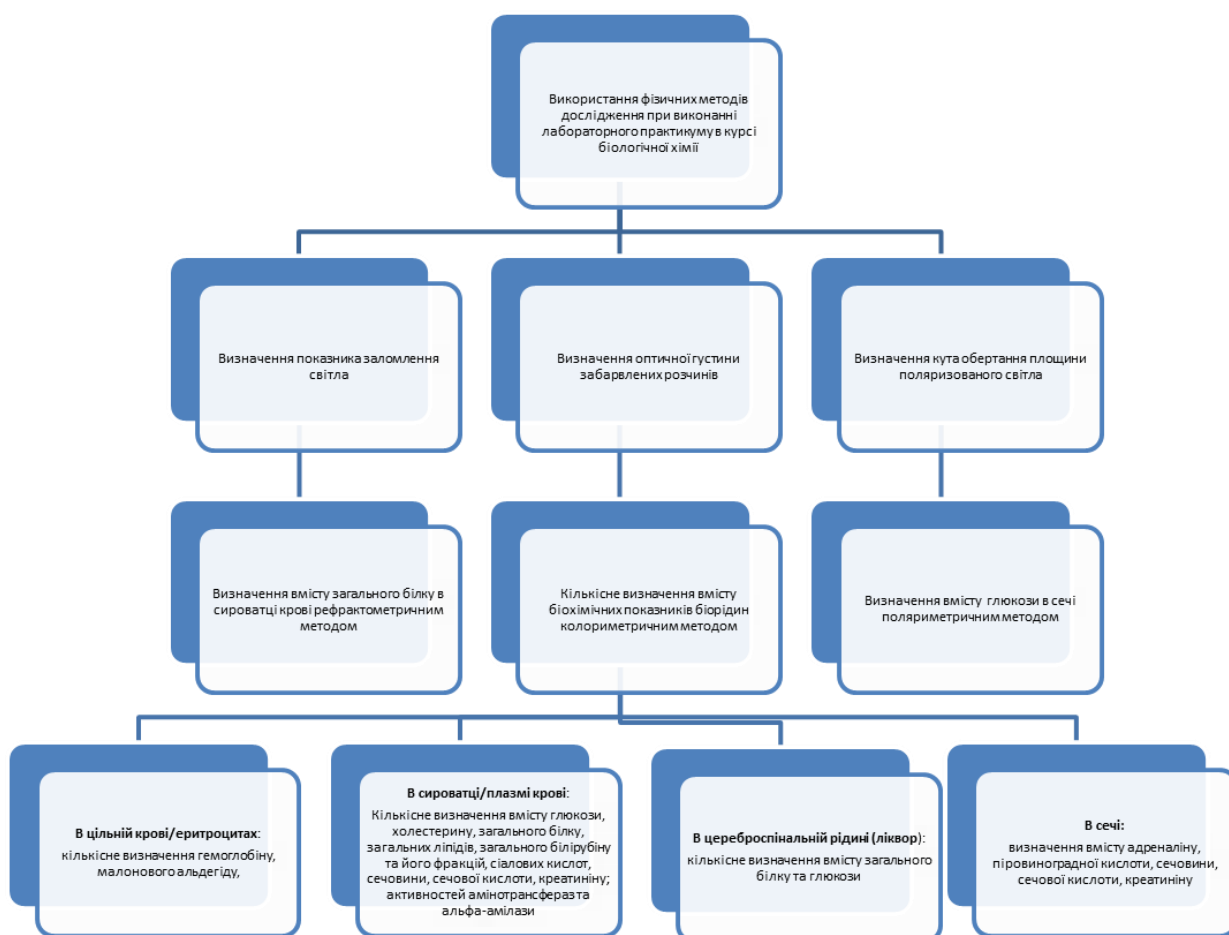 Використання фізичних методів
дослідження при виконанні
лабораторного практикуму в курсі
біологічної хімії
Визначення показника заломлення
світла
Визначення оптичної густини
забарвлених розчинів
Визначення кута обертання площини
поляризованого світла
Визначення вмісту загального білку в
сироватці крові рефрактометричним
методом
Кількісне визначення вмісту
біохімічних показників біорідин
колориметричним методом
Визначення вмісту глюкози в сечі
поляриметричним методом
В цільній крові/еритроцитах:
кількісне визначення гемоглобіну,
малонового альдегіду,
В сироватці/плазмі крові:
Кількісне визначення вмісту глюкози,
холестерину, загального білку,
загальних ліпідів, загального білірубіну
та його фракцій, сіалових кислот,
сечовини, сечової кислоти, креатиніну;
активностей амінотрансфераз та
альфа-амілази
В цереброспінальній рідині (ліквор):
кількісне визначення вмісту загального
білку та глюкози
В сечі:
визначення вмісту адреналіну,
піровиноградної кислоти, сечовини,
сечової кислоти, креатиніну